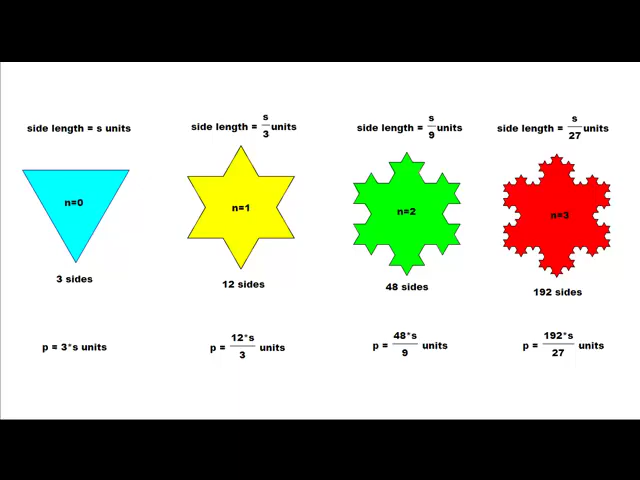 side length = s units
side length = s/3 units
side length = s/9 units
side length = s/27 units
n=0
n=1
n=2
n=3
3 sides
12 sides
48 sides
192 sides
p = 3*s units
p = 12*s/3 units
p = 48*s/9 units
p = 192*s/27 units